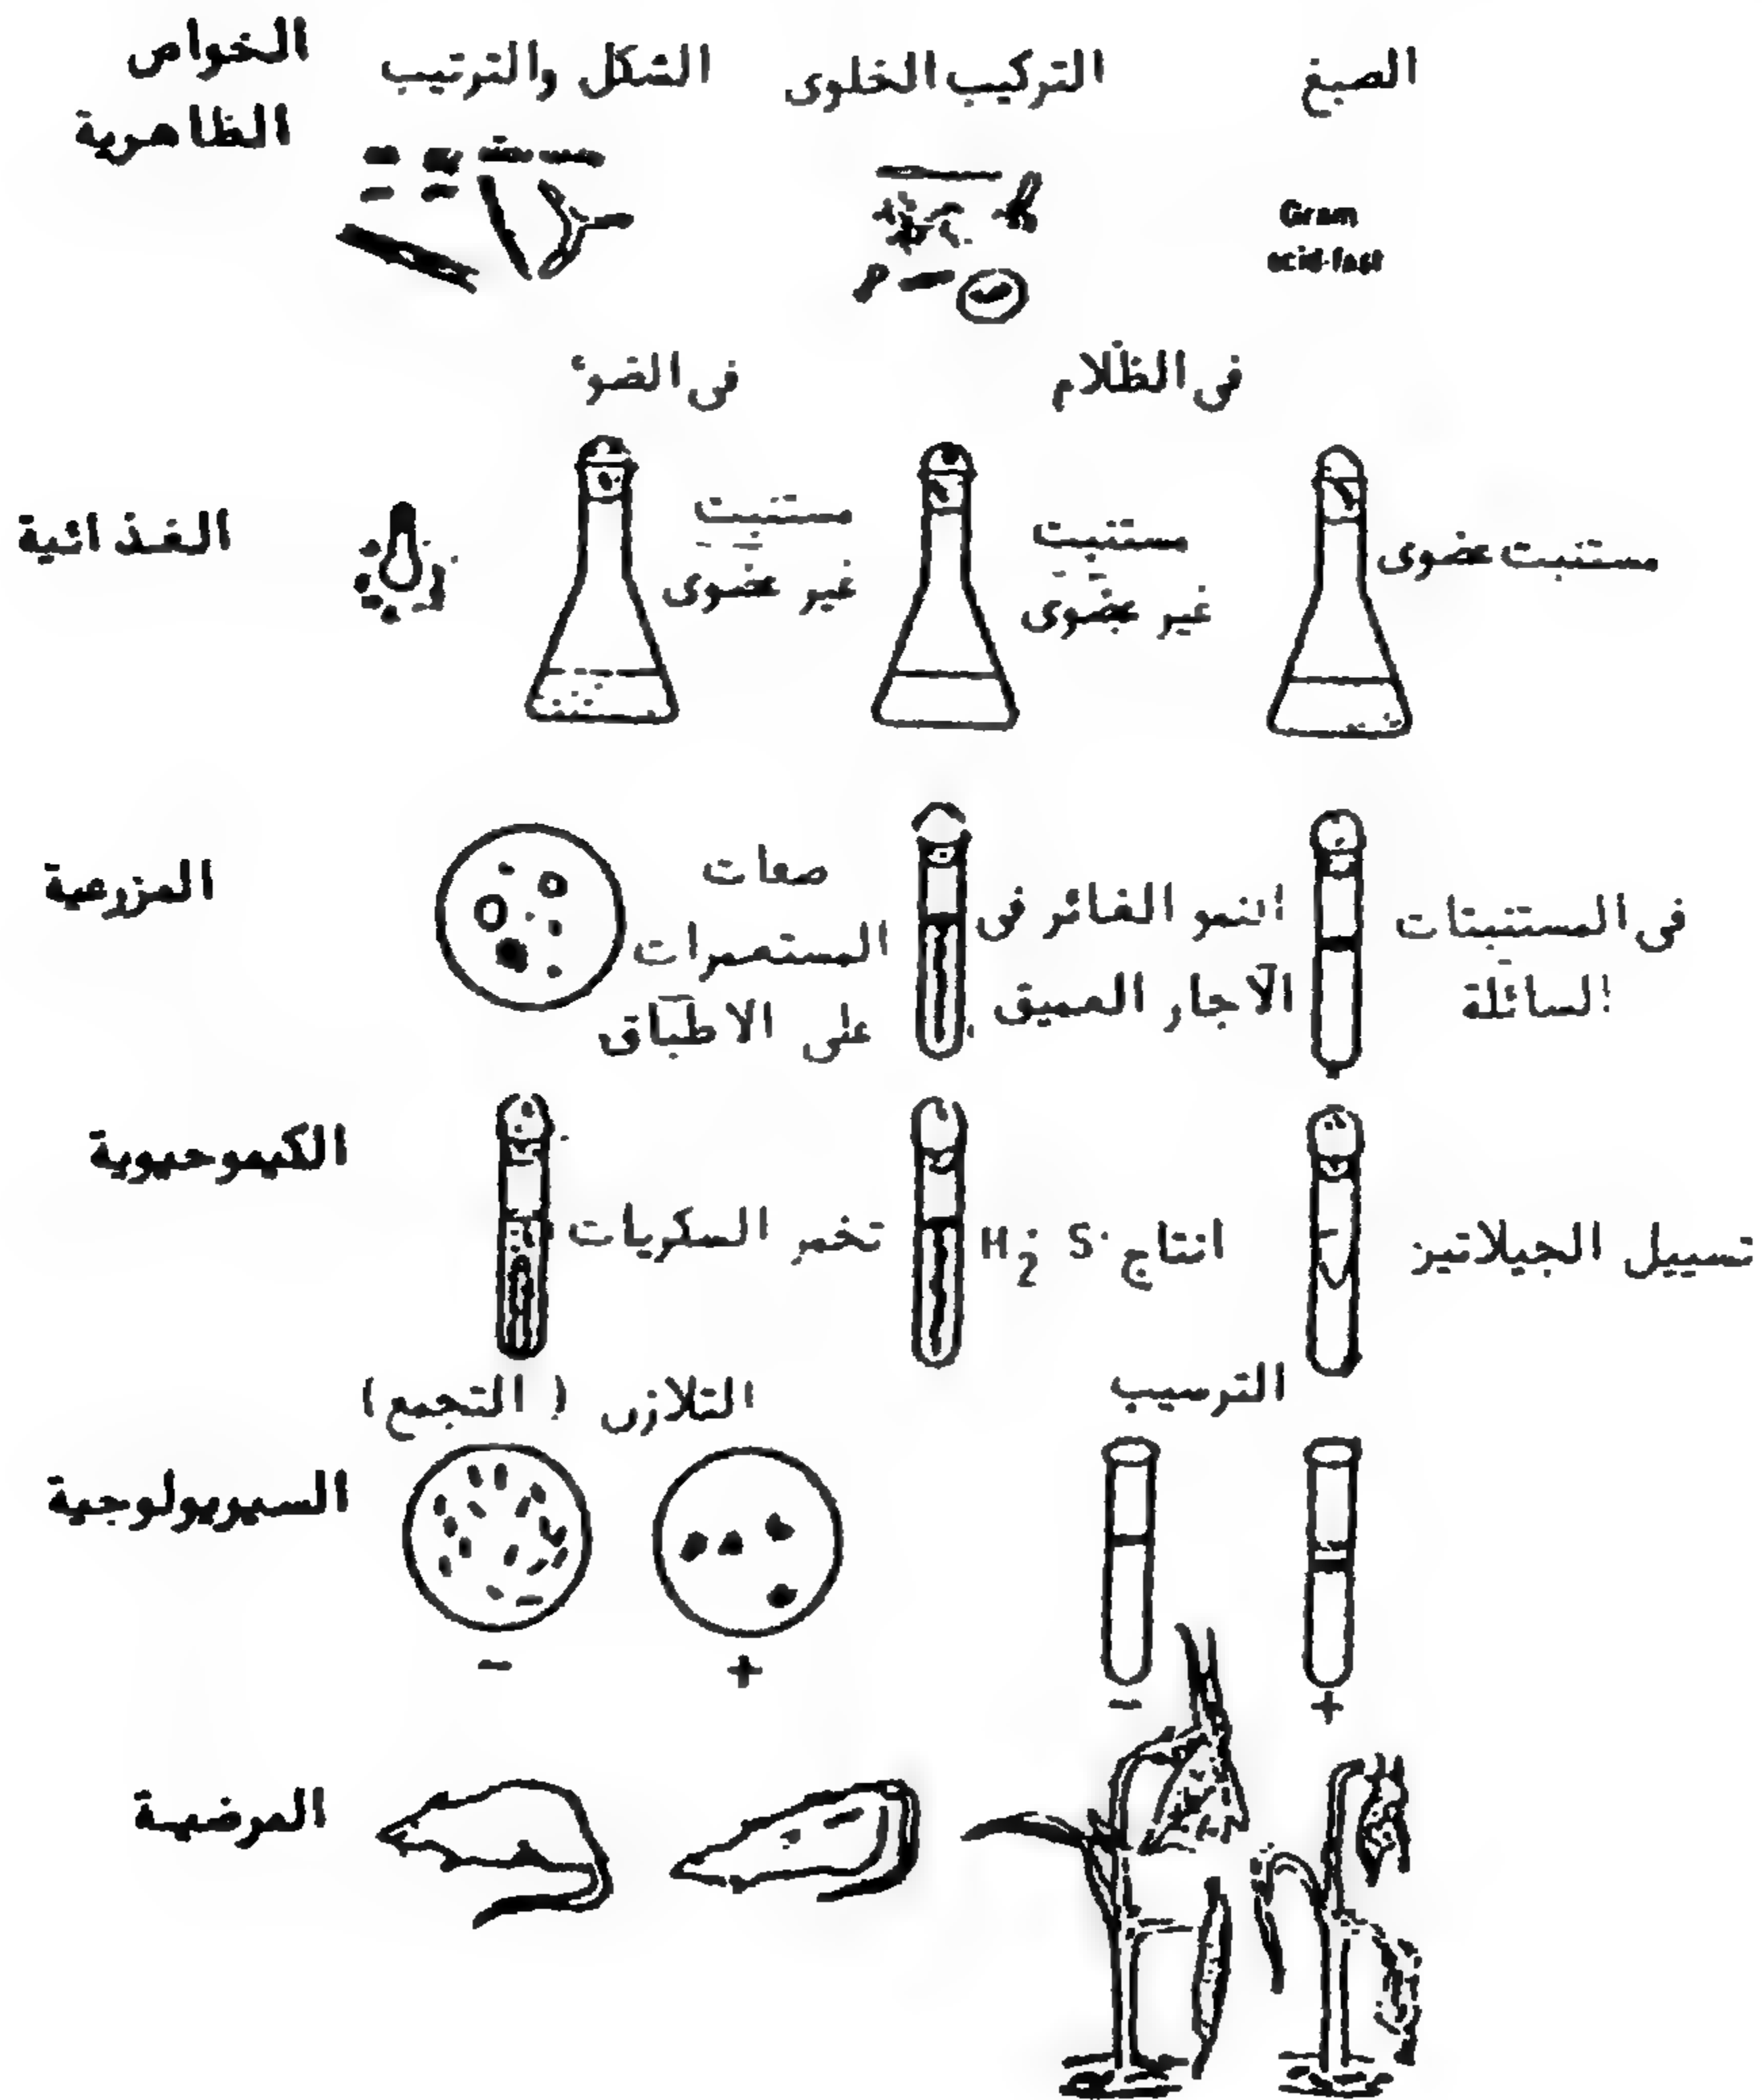 الخواص
الظاهرية
الشكل والترتيب
التركيب الخلوى
الصبغ
Gram
acid-fast
فى الضوء
فى الظلام
الغذائية
مستنبت
غير عضوى
مستنبت
غير عضوى
مستنبت عضوى
المزرعية
صفات
المستعمرات
على الاطباق
النمو الغائر فى
الآجار العميق
فى المستنبتات
السائلة
الكيموحيوية
تخمر السكريات
انتاج H2S
تسييل الجيلاتيز
التلازن (التجمع)
الترسيب
السيريولوجية
-
+
-
+
المرضية